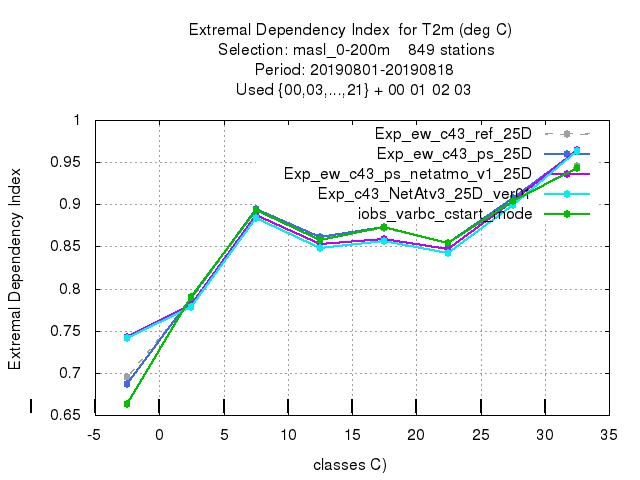 Extremal Dependency Index  for T2m (deg C)
Selection: masl_0-200m    849 stations
Period: 20190801-20190818
Used {00,03,...,21} + 00 01 02 03
Exp_ew_c43_ref_25D
Exp_ew_c43_ps_25D
Exp_ew_c43_ps_netatmo_v1_25D
Exp_c43_NetAtv3_25D_ver0*
iobs_varbc_cstart_mode
Extremal Dependency Index
1
0.95
0.9
0.85
0.8
0.75
0.7
0.65
-5 0 5 10 15 20 25 30 35
classes C)